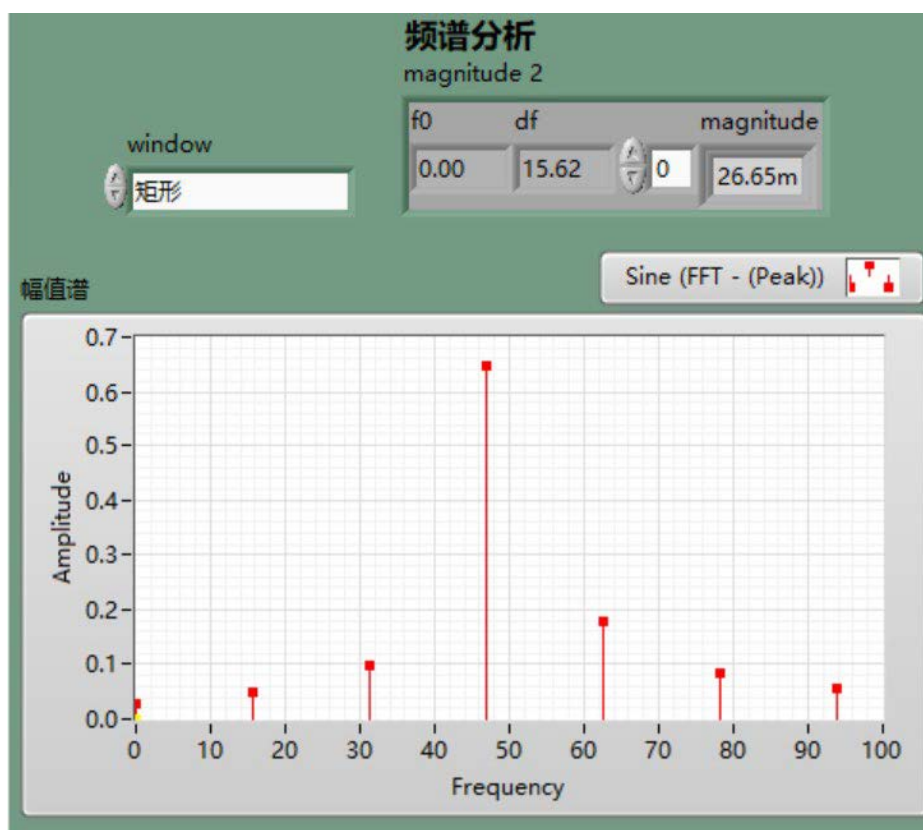 频谱分析
magnitude 2
f0 df magnitude
0.00 15.62 0 26.65m
window
矩形
Sine (FFT - (Peak))
幅值谱
0.7
0.6
0.5
0.4
0.3
0.2
0.1
0.0
Amplitude
0 10 20 30 40 50 60 70 80 90 100
Frequency